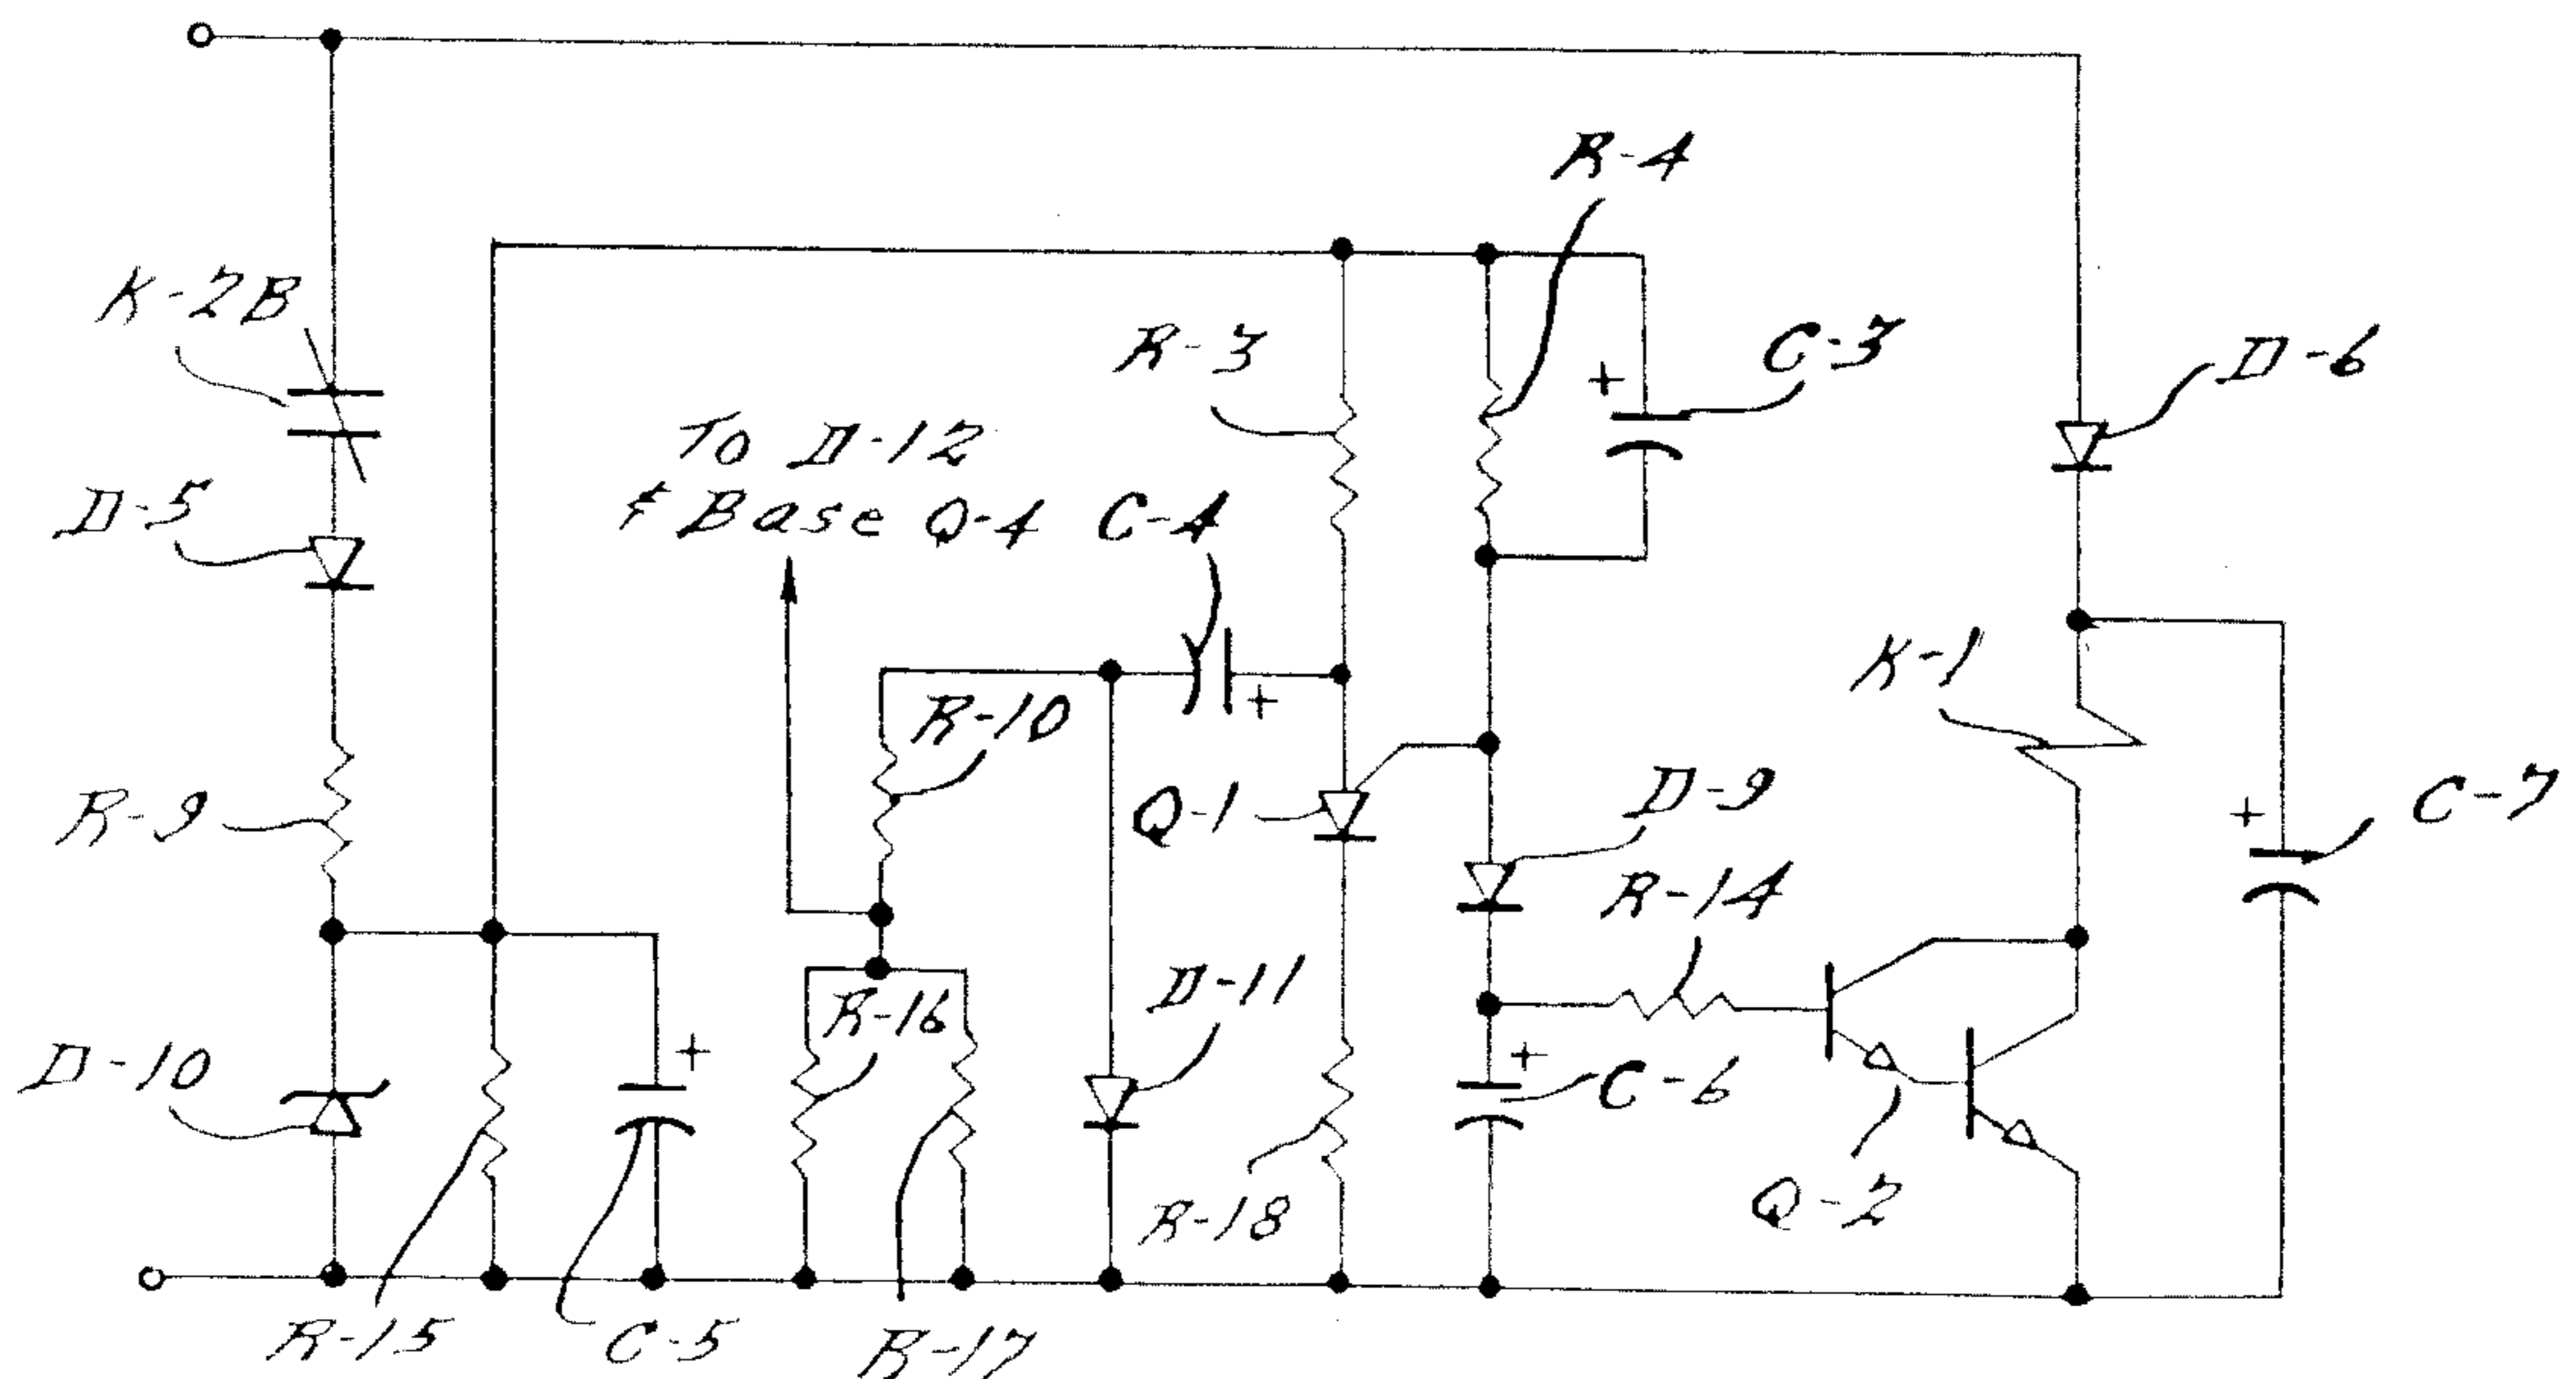 R-4
K-2B
R-3
C-3
D-6
To D-12
& Base Q-4
C-4
D-5
+
K-1
R-10
+
Q-1
D-9
+
C-7
R-9
R-14
D-11
R-16
+
D-10
+
C-6
Q-2
R-18
R-15
C-5
R-17